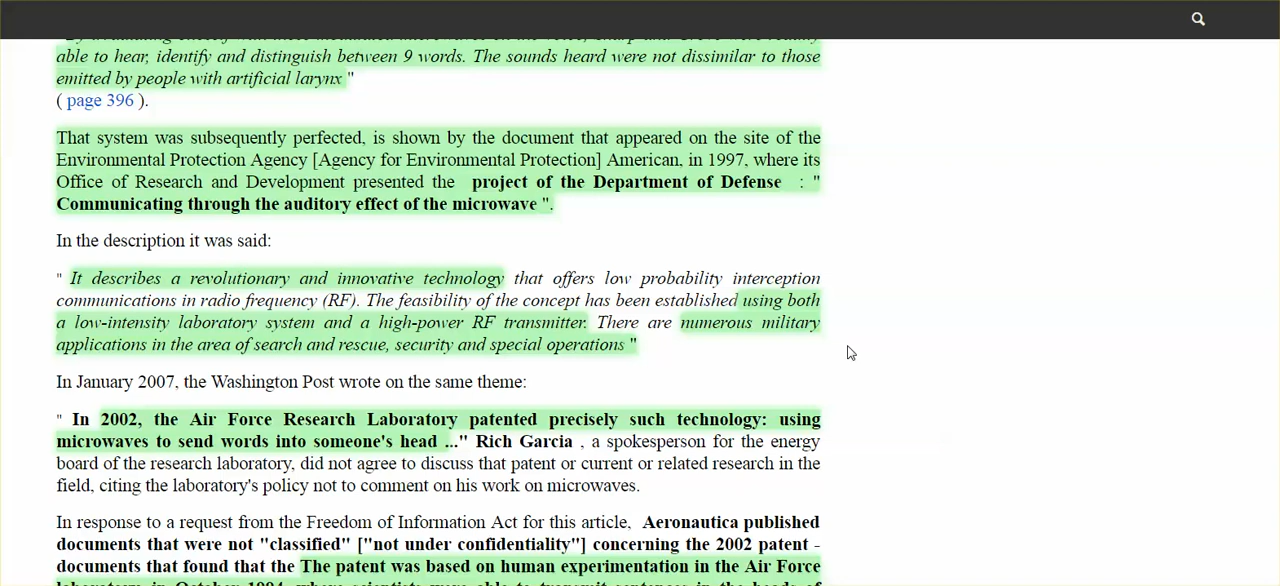 able to hear, identify and distinguish between 9 words. The sounds heard were not dissimilar to those
emitted by people with artificial larynx "
( page 396 ).
That system was subsequently perfected, is shown by the document that appeared on the site of the
Environmental Protection Agency [Agency for Environmental Protection] American, in 1997, where its
Office of Research and Development presented the project of the Department of Defense : "
Communicating through the auditory effect of the microwave ".
In the description it was said:
" It describes a revolutionary and innovative technology that offers low probability interception
communications in radio frequency (RF). The feasibility of the concept has been established using both
a low-intensity laboratory system and a high-power RF transmitter. There are numerous military
applications in the area of search and rescue, security and special operations "
In January 2007, the Washington Post wrote on the same theme:
" In 2002, the Air Force Research Laboratory patented precisely such technology: using
microwaves to send words into someone's head ..." Rich Garcia , a spokesperson for the energy
board of the research laboratory, did not agree to discuss that patent or current or related research in the
field, citing the laboratory's policy not to comment on his work on microwaves.
In response to a request from the Freedom of Information Act for this article, Aeronautica published
documents that were not "classified" ["not under confidentiality"] concerning the 2002 patent -
documents that found that the The patent was based on human experimentation in the Air Force